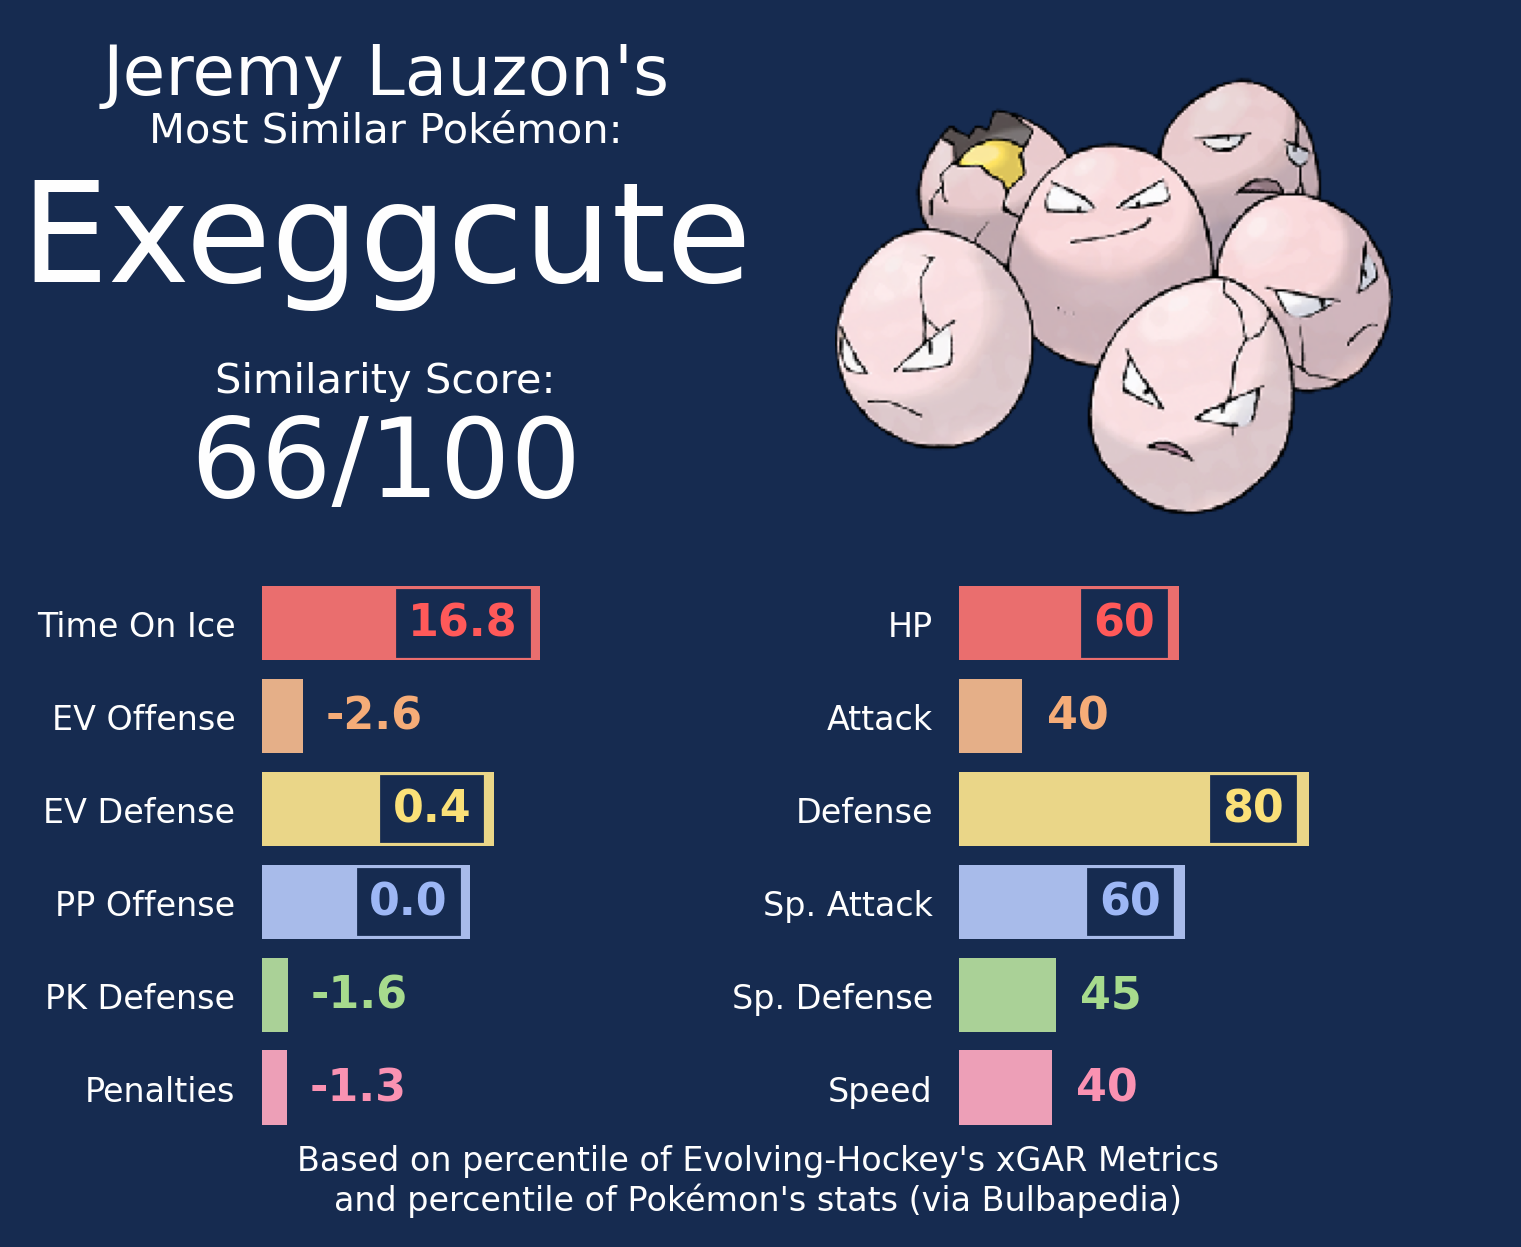 Jeremy Lauzon's
Most Similar Pokémon:
Exeggcute
Similarity Score:
66/100
Time On Ice 16.8
EV Offense -2.6
EV Defense 0.4
PP Offense 0.0
PK Defense -1.6
Penalties -1.3
HP 60
Attack 40
Defense 80
Sp. Attack 60
Sp. Defense 45
Speed 40
Based on percentile of Evolving-Hockey's xGAR Metrics
and percentile of Pokémon's stats (via Bulbapedia)